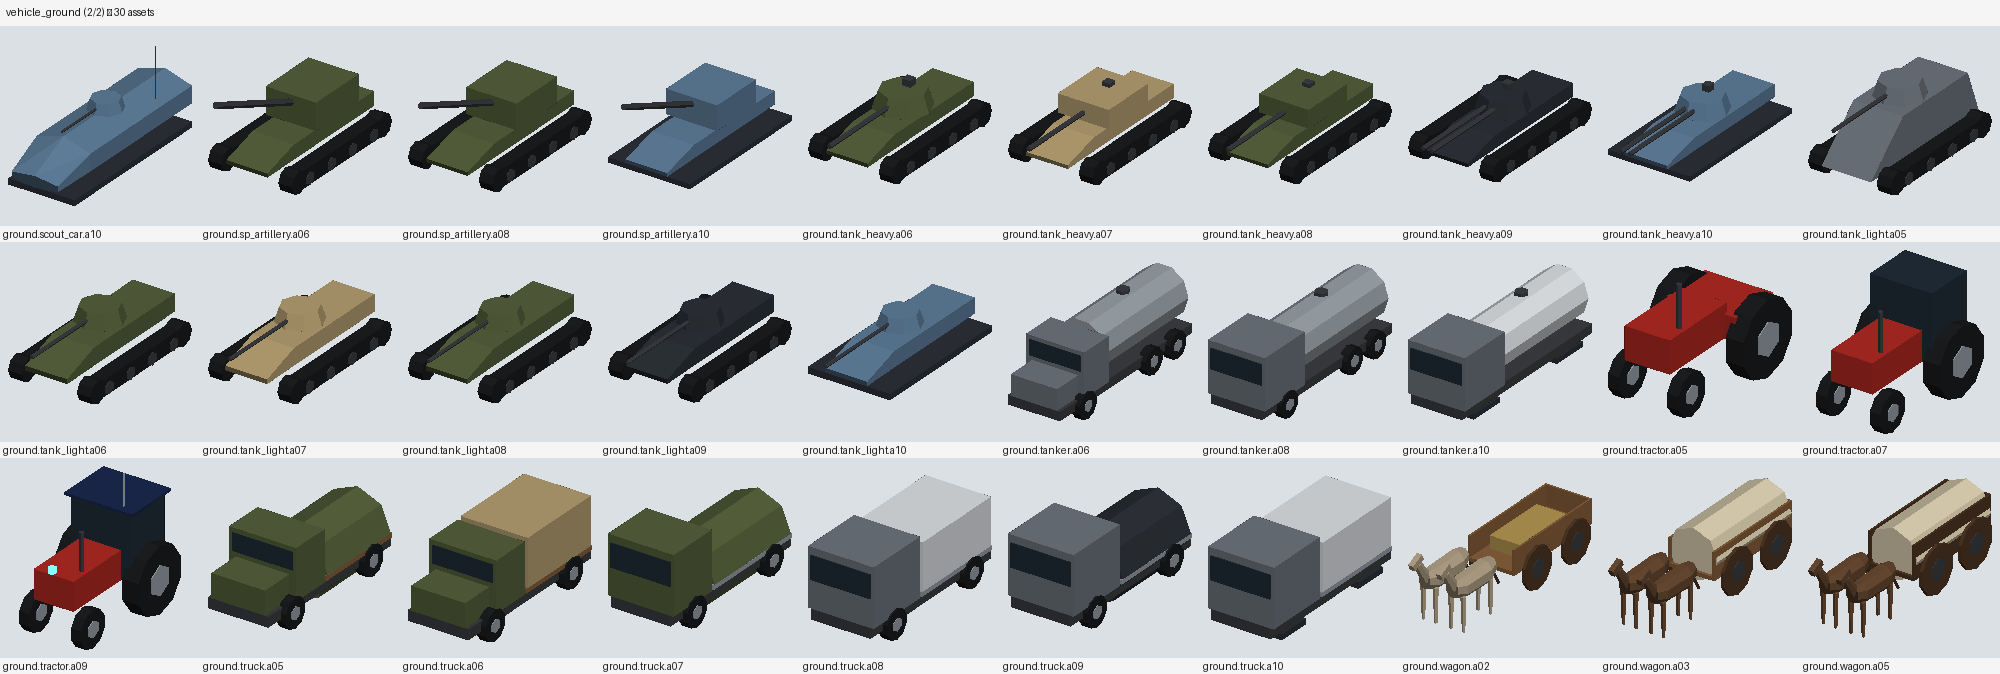 vehicle_ground (2/2) 30 assets
ground.scout_car.a10
ground.sp_artillery.a06
ground.sp_artillery.a08
ground.sp_artillery.a10
ground.tank_heavy.a06
ground.tank_heavy.a07
ground.tank_heavy.a08
ground.tank_heavy.a09
ground.tank_heavy.a10
ground.tank_light.a05
ground.tank_light.a06
ground.tank_light.a07
ground.tank_light.a08
ground.tank_light.a09
ground.tank_light.a10
ground.tanker.a06
ground.tanker.a08
ground.tanker.a10
ground.tractor.a05
ground.tractor.a07
ground.tractor.a09
ground.truck.a05
ground.truck.a06
ground.truck.a07
ground.truck.a08
ground.truck.a09
ground.truck.a10
ground.wagon.a02
ground.wagon.a03
ground.wagon.a05